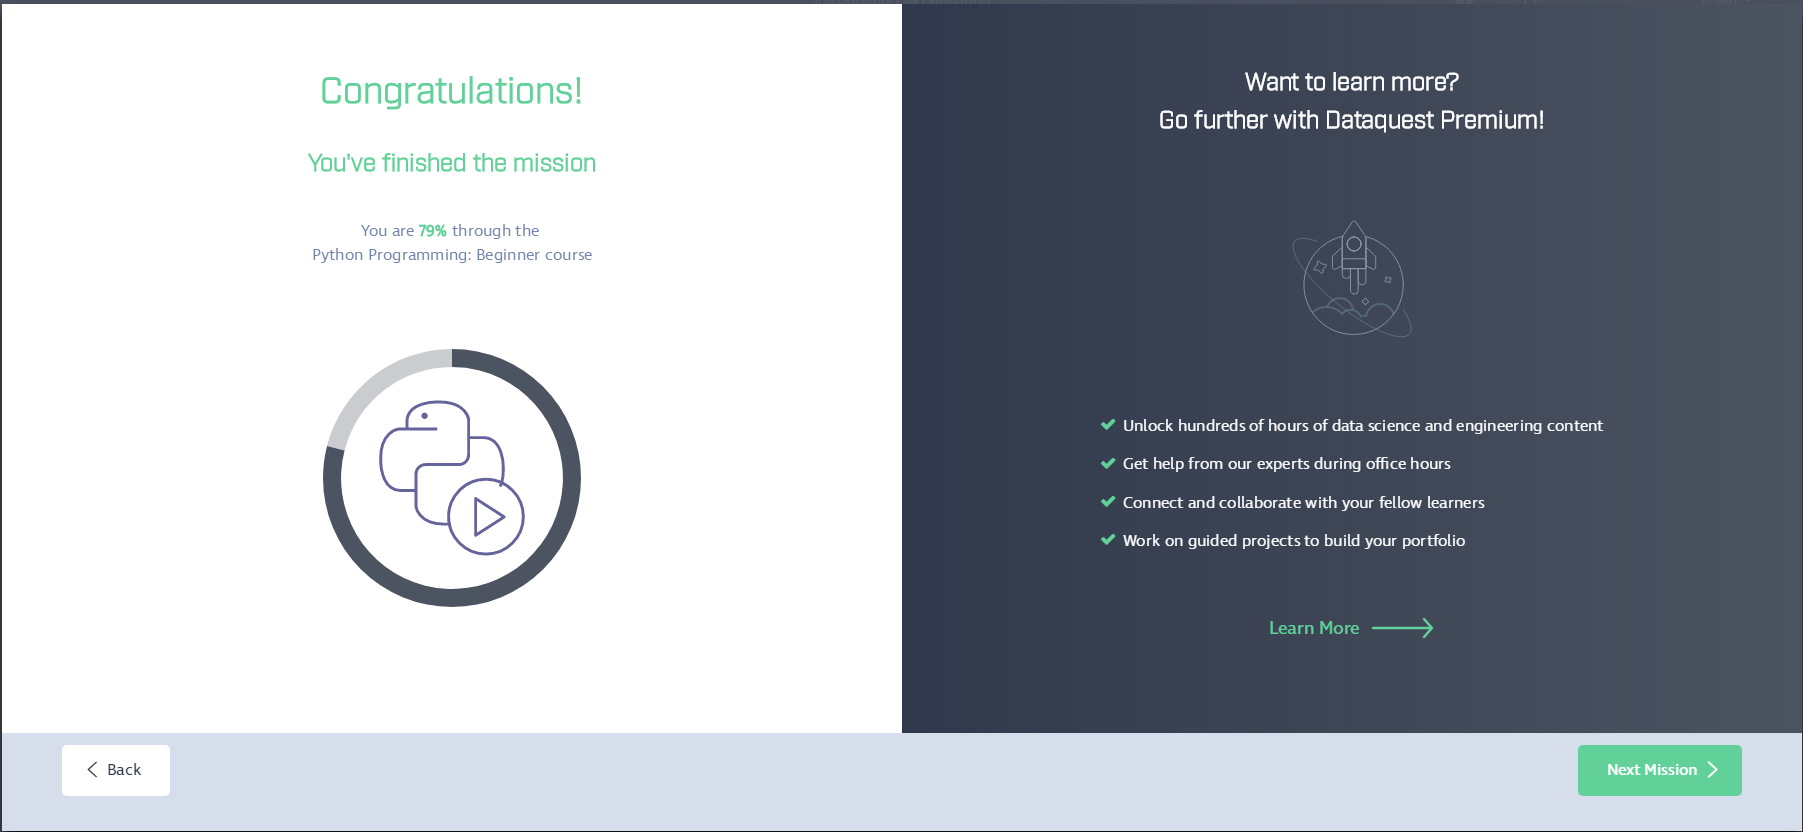 Congratulations!
You've finished the mission
You are 79% through the
Python Programming: Beginner course
Want to learn more?
Go further with Dataquest Premium!
Unlock hundreds of hours of data science and engineering content
Get help from our experts during office hours
Connect and collaborate with your fellow learners
Work on guided projects to build your portfolio
Learn More
Back
Next Mission